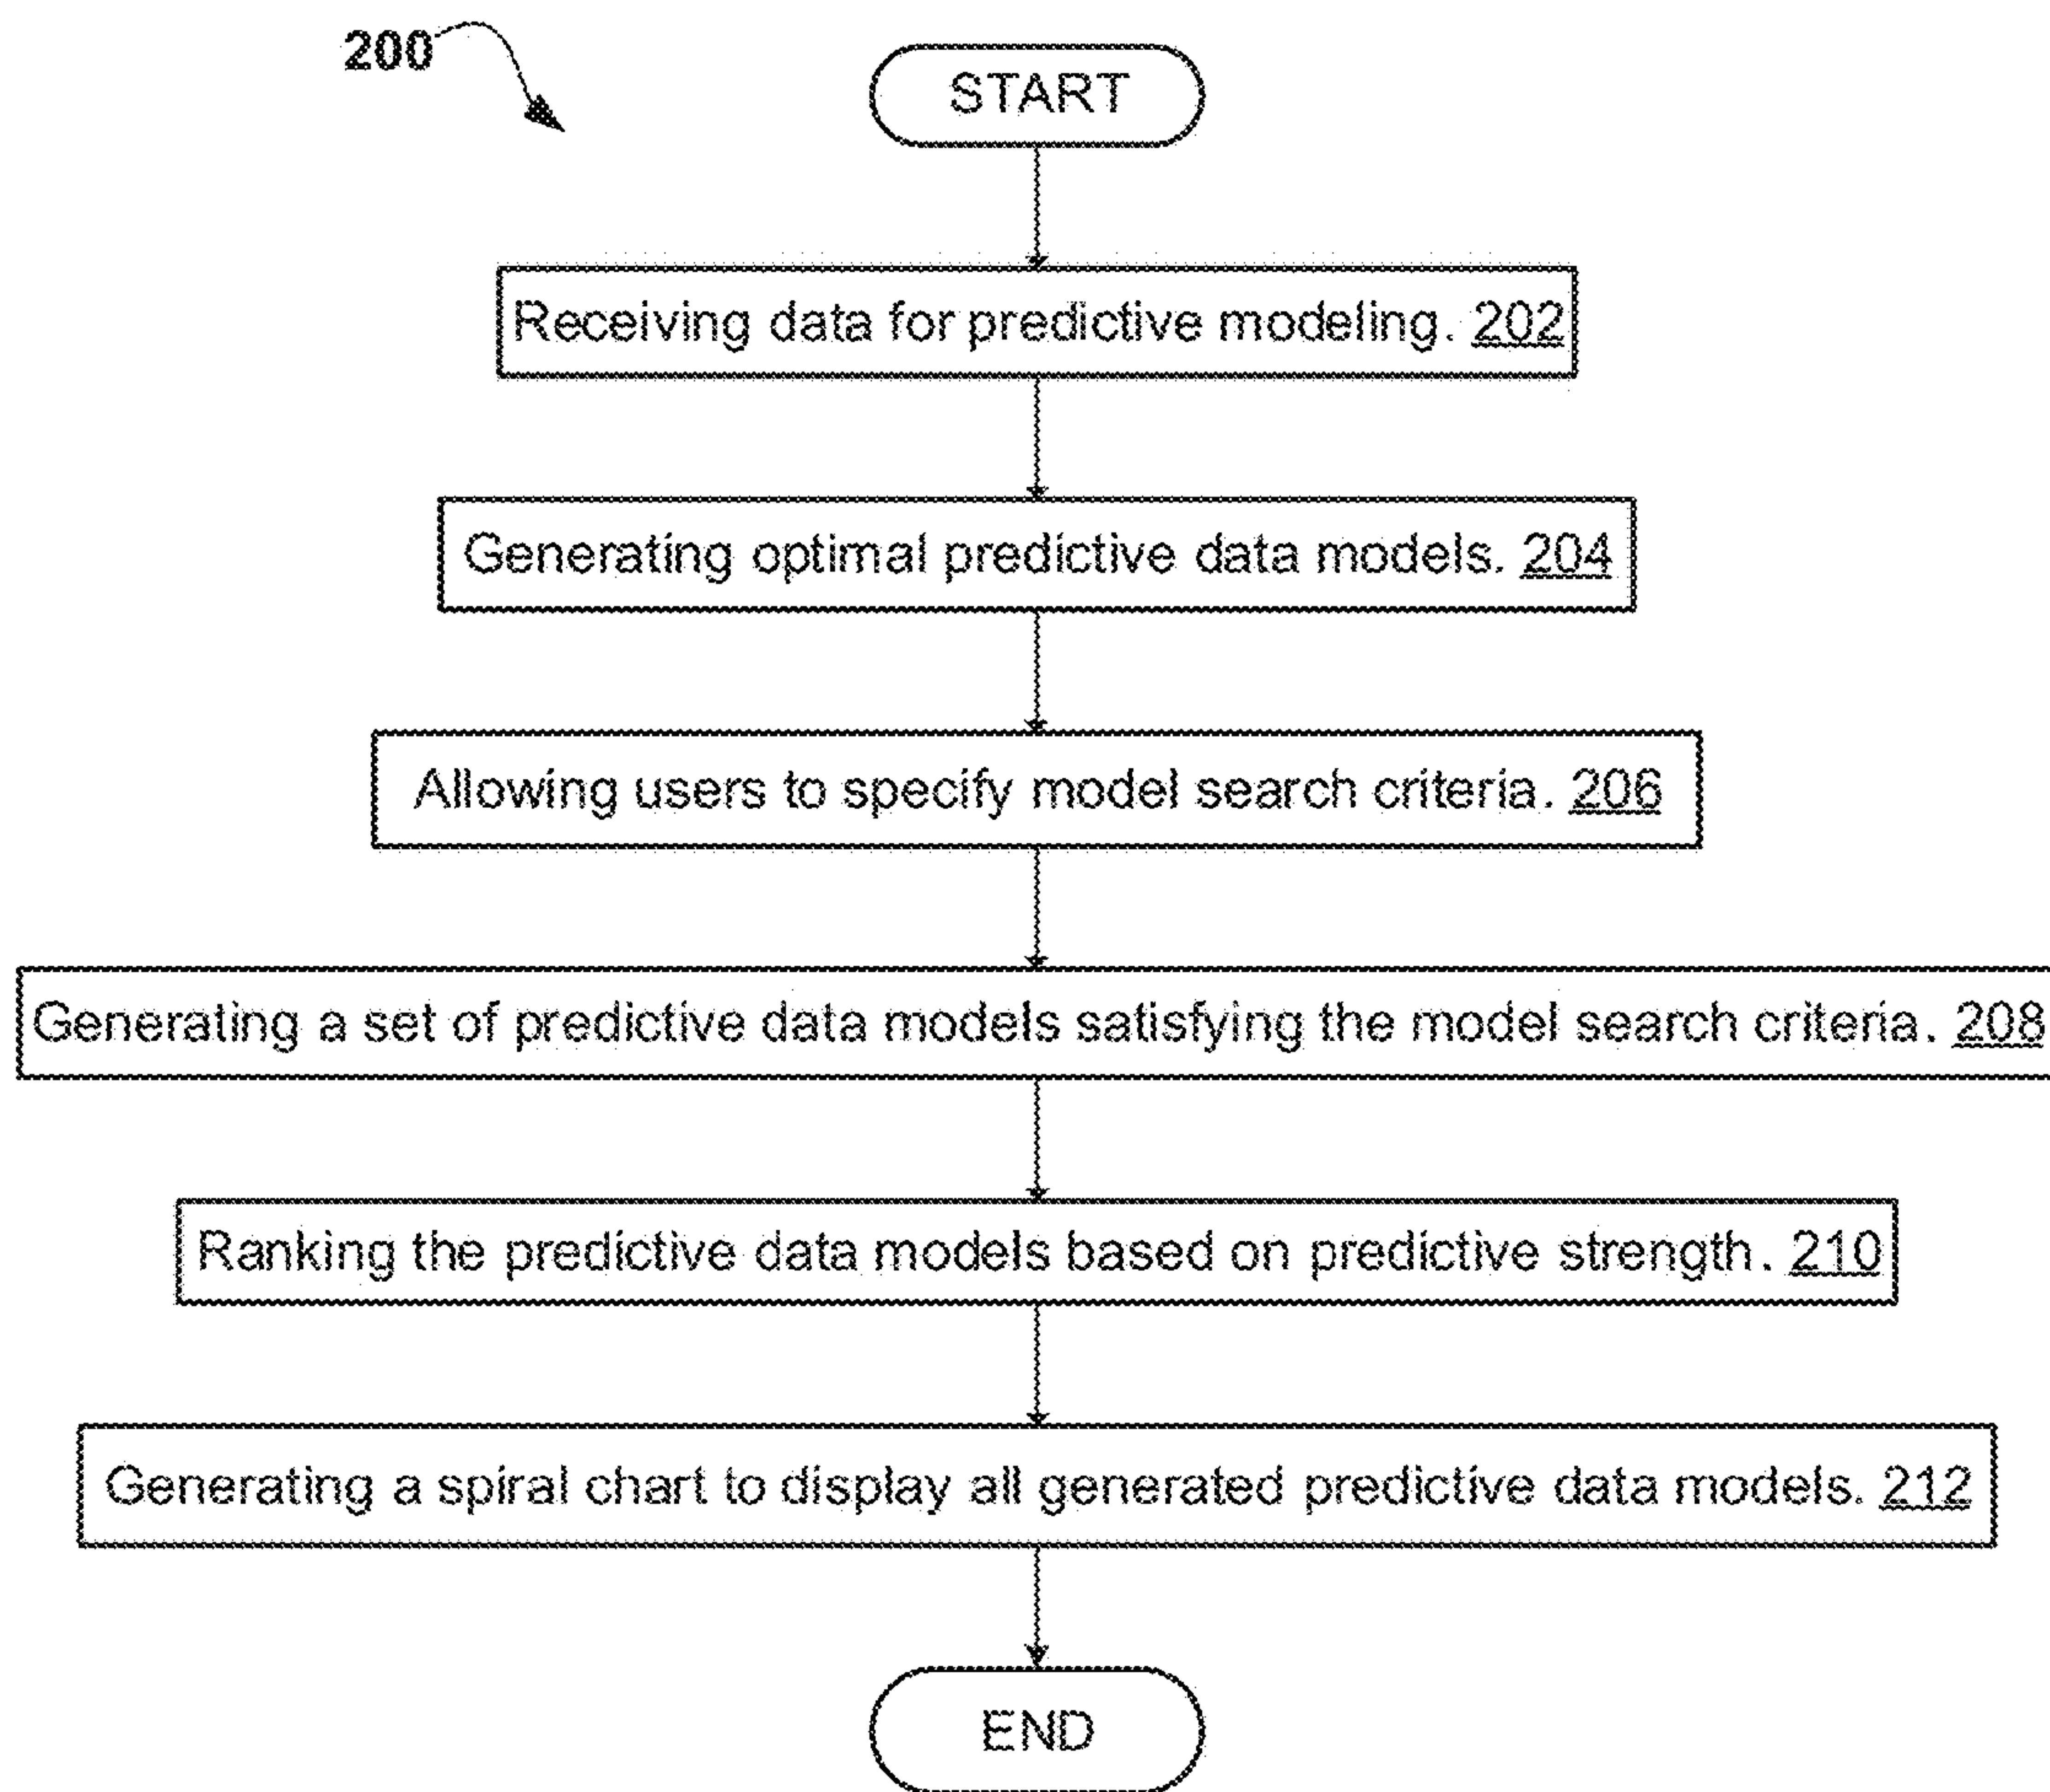 200
START
Receiving data for predictive modeling. 202
Generating optimal predictive data models. 204
Allowing users to specify model search criteria. 206
Generating a set of predictive data models satisfying the model search criteria. 208
Ranking the predictive data models based on predictive strength. 210
Generating a spiral chart to display all generated predictive data models. 212
END